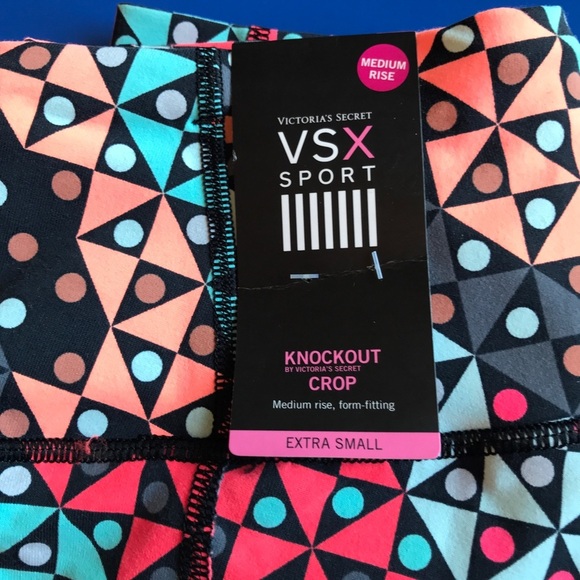 MEDIUM
RISE
VICTORIA'S SECRET
VSX
SPORT
KNOCKOUT
BY VICTORIA'S SECRET
CROP
Medium rise, form-fitting
EXTRA SMALL